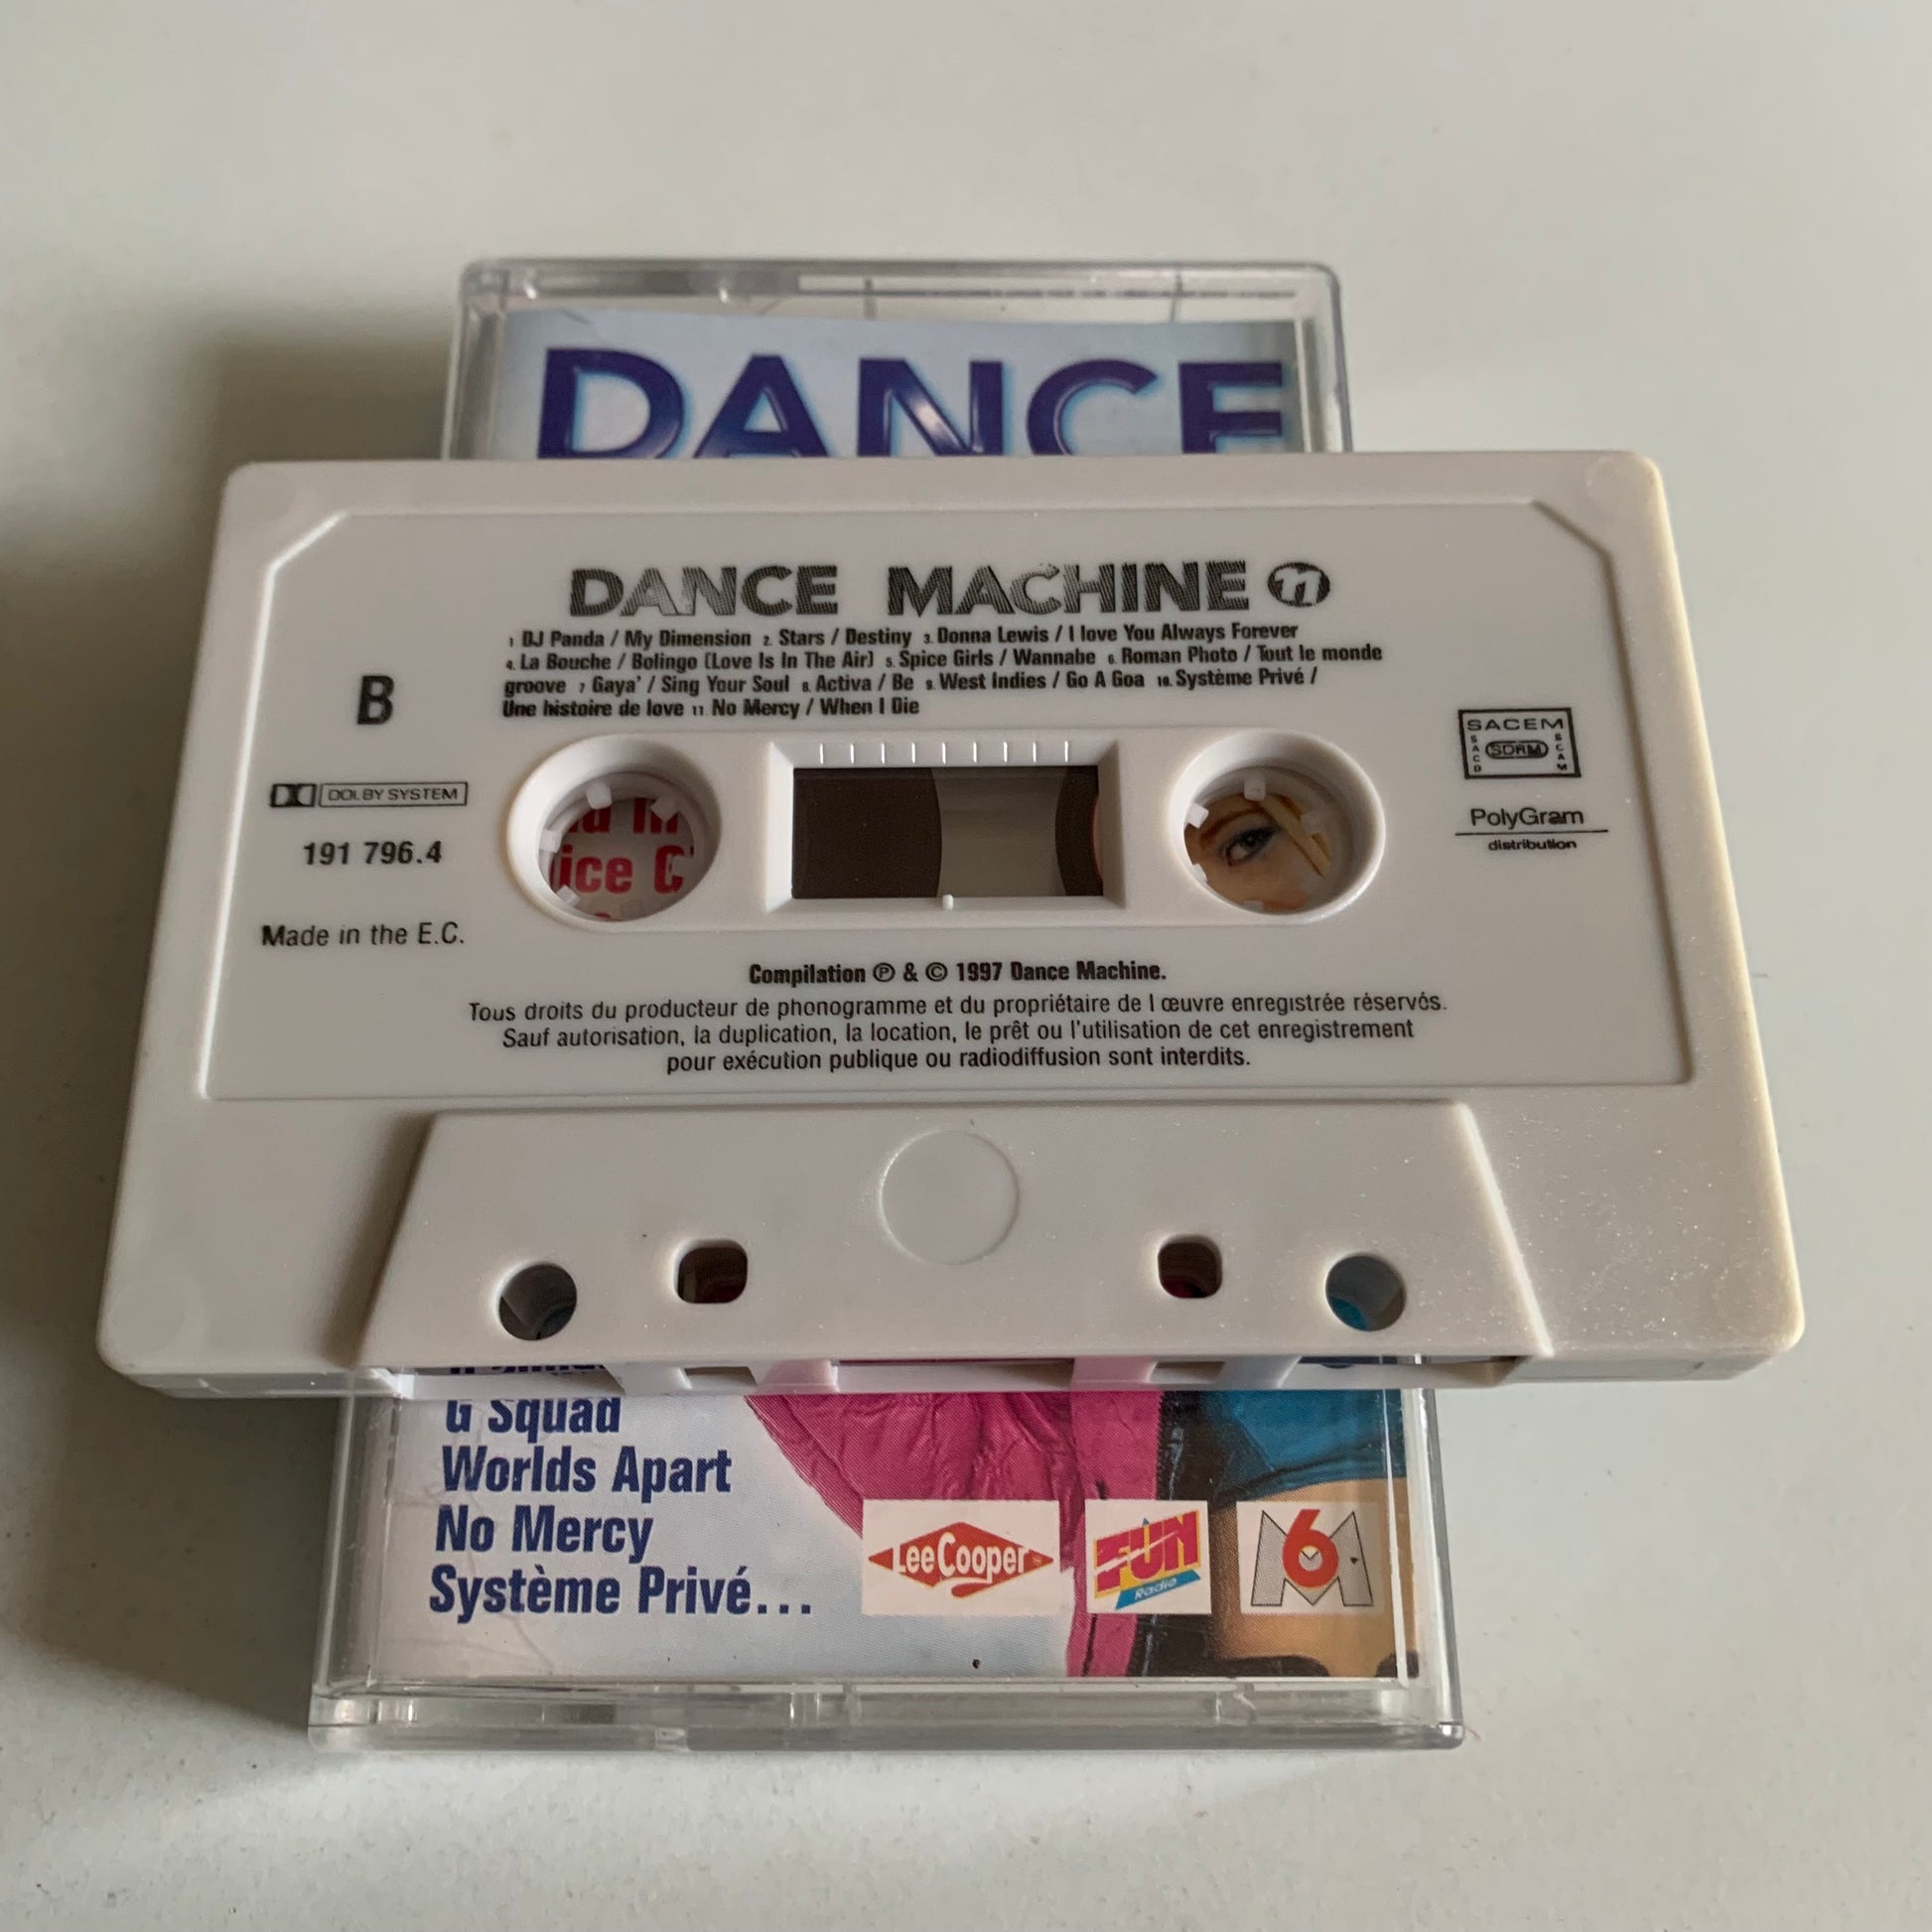 DANCE
DANCE MACHINE 11
1 DJ Panda / My Dimension 2. Stars / Destiny 3. Donna Lewis / I love You Always Forever
4. La Bouche / Bolingo (Love Is In The Air) 5. Spice Girls / Wannabe 6. Roman Photo / Tout le monde
groove 7 Gaya' / Sing Your Soul 8. Activa / Be 9. West Indies / Go A Goa 10. Système Privé /
Une histoire de love 11 No Mercy / When I Die
B
SACEM
SACD SDRM SCAM
DOLBY SYSTEM
PolyGram
distribution
191 796.4
ice C
Made in the E.C.
Compilation ℗ & © 1997 Dance Machine.
Tous droits du producteur de phonogramme et du propriétaire de l œuvre enregistrée réservés.
Sauf autorisation, la duplication, la location, le prêt ou l'utilisation de cet enregistrement
pour exécution publique ou radiodiffusion sont interdits.
G Squad
Worlds Apart
No Mercy
Système Privé...
Lee Cooper
FUN
Radio
M6